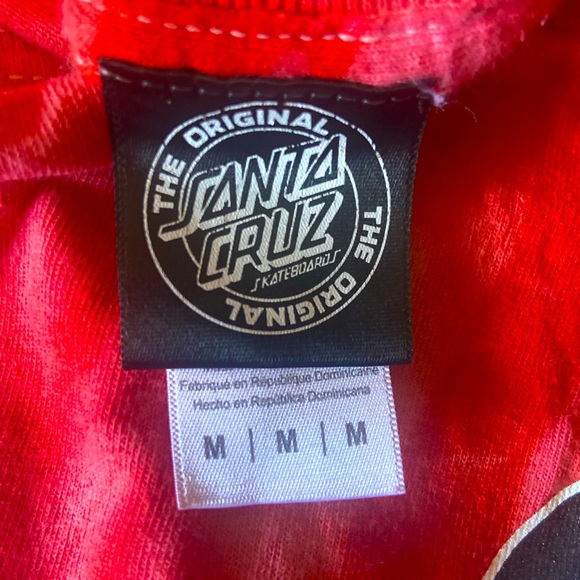 THE ORIGINAL
SANTA
CRUZ
SKATEBOARDS
THE ORIGINAL
Fabriqué en République Dominicaine
Hecho en República Dominicana
M | M | M